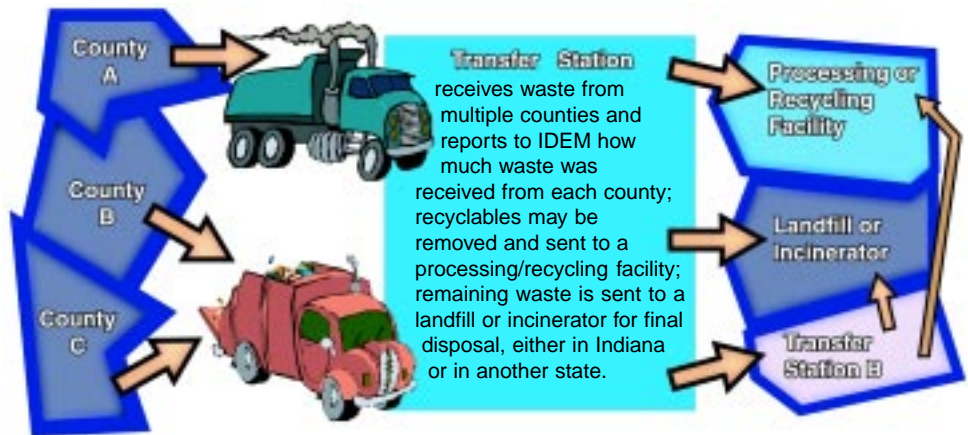 County
A
County
B
County
C
Transfer Station
receives waste from
multiple counties and
reports to IDEM how
much waste was
received from each county;
recyclables may be
removed and sent to a
processing/recycling facility;
remaining waste is sent to a
landfill or incinerator for final
disposal, either in Indiana
or in another state.
Processing or
Recycling
Facility
Landfill or
Incinerator
Transfer
Station B